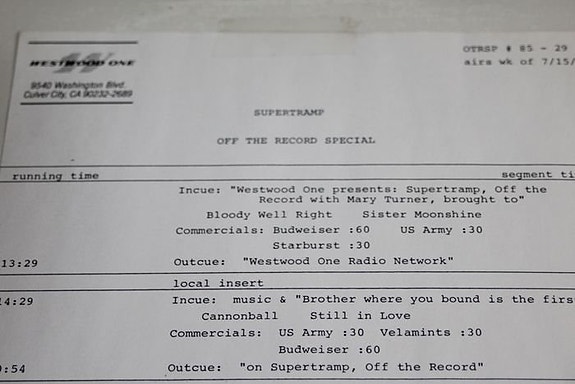 WESTWOOD ONE
9540 Washington Blvd.
Culver City, CA 90232-2689
OTRSP # 85 - 29
airs wk of 7/15/
SUPERTRAMP
OFF THE RECORD SPECIAL
running time segment ti
Incue: "Westwood One presents: Supertramp, Off the
Record with Mary Turner, brought to"
Bloody Well Right Sister Moonshine
Commercials: Budweiser :60 US Army :30
Starburst :30
13:29 Outcue: "Westwood One Radio Network"
local insert
14:29 Incue: music & "Brother where you bound is the firs
Cannonball Still in Love
Commercials: US Army :30 Velamints :30
Budweiser :60
:54 Outcue: "on Supertramp, Off the Record"